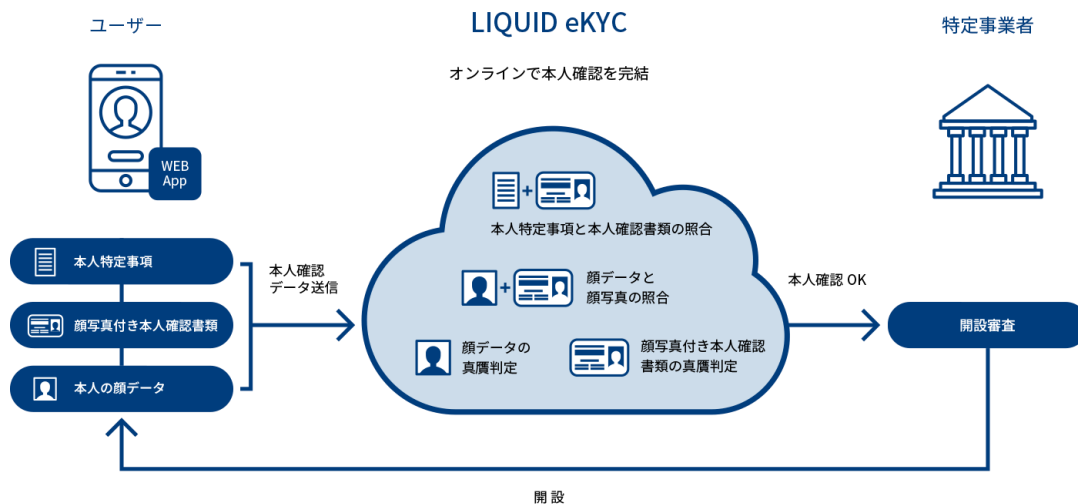 ユーザー
LIQUID eKYC
特定事業者
オンラインで本人確認を完結
WEB
App
本人特定事項
顔写真付き本人確認書類
本人の顔データ
本人確認
データ送信
本人特定事項と本人確認書類の照合
顔データと
顔写真の照合
顔データの
真贋判定
顔写真付き本人確認
書類の真贋判定
本人確認 OK
開設審査
開設